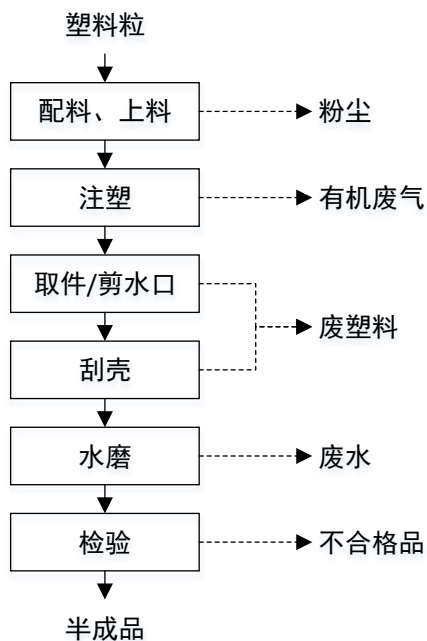 塑料粒
配料、上料
粉尘
注塑
有机废气
取件/剪水口
废塑料
刮壳
水磨
废水
检验
不合格品
半成品